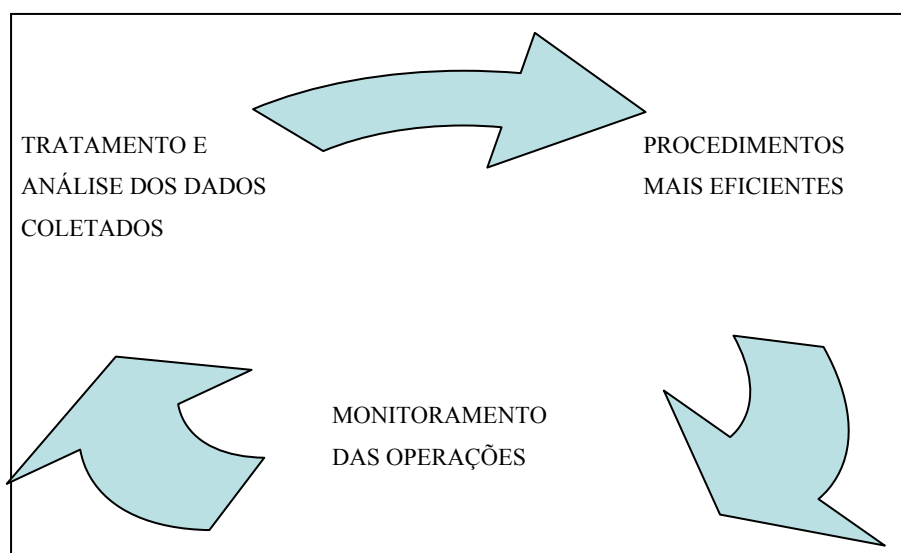 TRATAMENTO E
ANÁLISE DOS DADOS
COLETADOS
PROCEDIMENTOS
MAIS EFICIENTES
MONITORAMENTO
DAS OPERAÇÕES